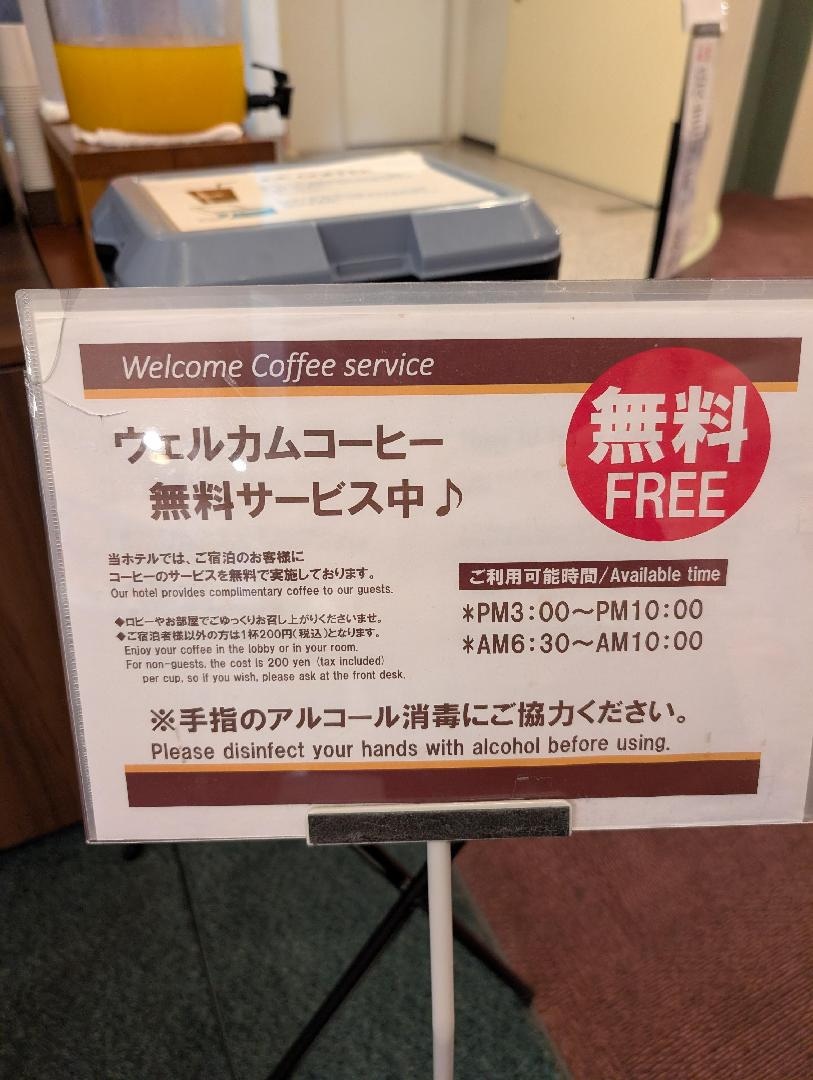 Welcome Coffee service
ウェルカムコーヒー
無料サービス中♪
無料
FREE
当ホテルでは、ご宿泊のお客様に
コーヒーのサービスを無料で実施しております。
Our hotel provides complimentary coffee to our guests.
◆ロビーやお部屋でごゆっくりお召し上がりくださいませ。
◆ご宿泊者様以外の方は1杯200円(税込)となります。
Enjoy your coffee in the lobby or in your room.
For non-guests, the cost is 200 yen (tax included)
per cup, so if you wish, please ask at the front desk.
ご利用可能時間/Available time
*PM3:00～PM10:00
*AM6:30～AM10:00
※手指のアルコール消毒にご協力ください。
Please disinfect your hands with alcohol before using.